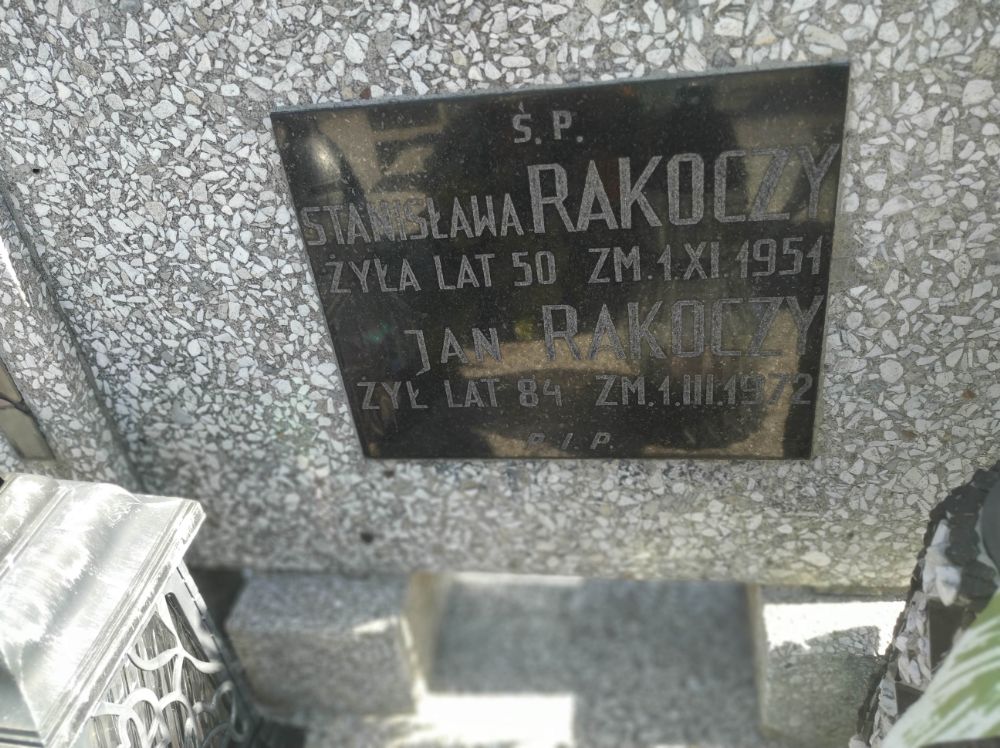 Ś.P.
STANISŁAWA RAKOCZY
ŻYŁA LAT 50 ZM.1.XI.1951
JAN RAKOCZY
ŻYŁ LAT 84 ZM.1.III.1972
R.I.P.